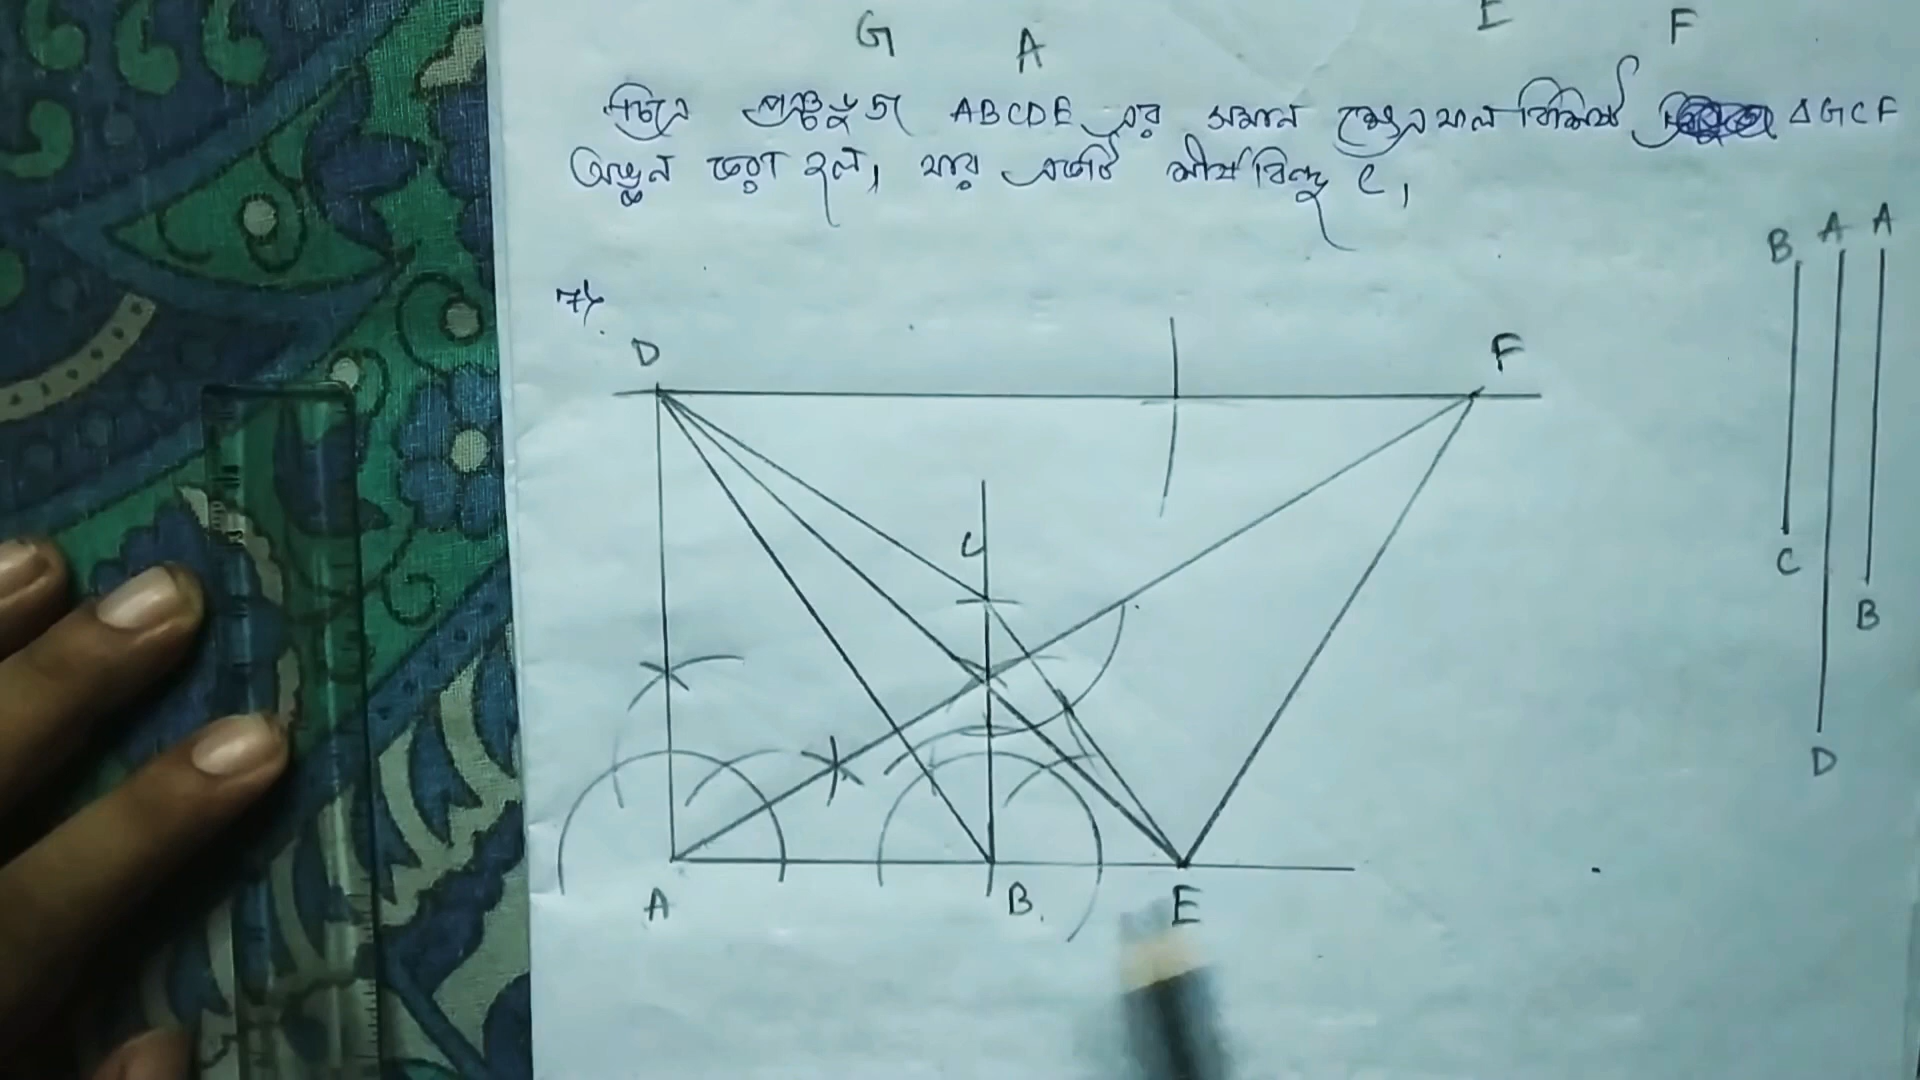 G A E F
চিত্রে পঞ্চভুজ ABCDE এর সমান ক্ষেত্রফল বিশিষ্ট ΔGCF
অঙ্কন করা হল, যার একটি শীর্ষবিন্দু C,
B A A
7)
D F
C
C
B
D
A B. E